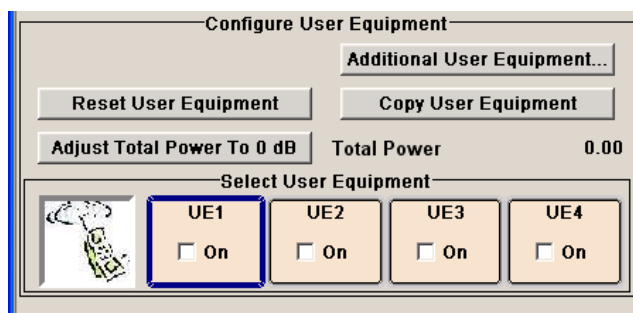 Configure User Equipment
Additional User Equipment...
Reset User Equipment
Copy User Equipment
Adjust Total Power To 0 dB
Total Power 0.00
Select User Equipment
UE1 UE2 UE3 UE4
On On On On